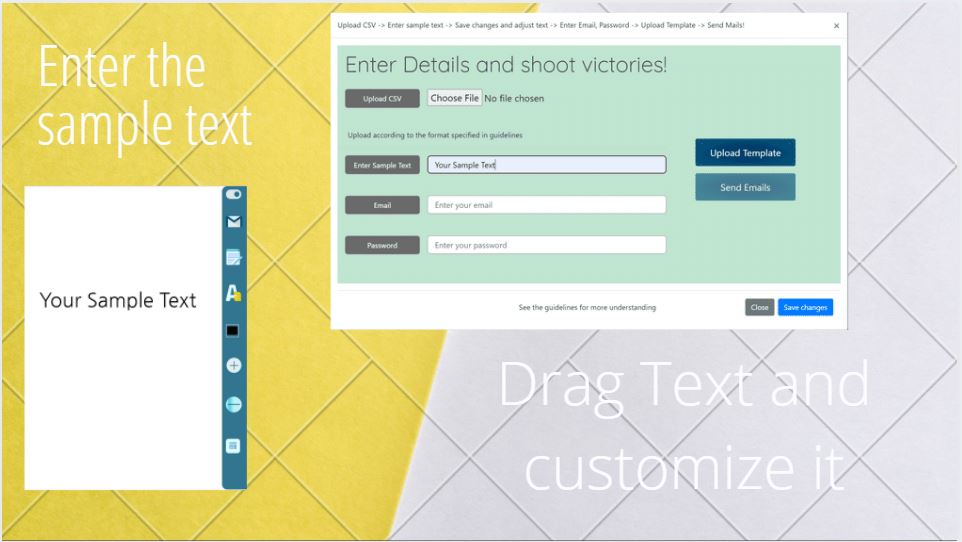 Enter the
sample text
Your Sample Text
Upload CSV -> Enter sample text -> Save changes and adjust text -> Enter Email, Password -> Upload Template -> Send Mails!
×
Enter Details and shoot victories!
Upload CSV
Choose File No file chosen
Upload according to the format specified in guidelines
Enter Sample Text
Your Sample Text
Email
Enter your email
Password
Enter your password
Upload Template
Send Emails
See the guidelines for more understanding
Close
Save changes
Drag Text and
customize it